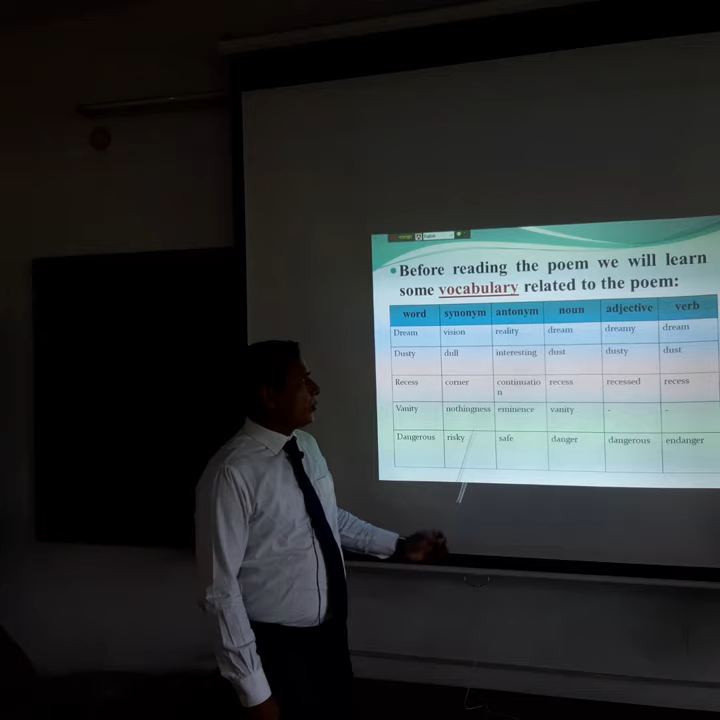 • Before reading the poem we will learn
some vocabulary related to the poem:
word synonym antonym noun adjective verb
Dream vision reality dream dreamy dream
Dusty dull interesting dust dusty dust
Recess corner continuatio recess recessed recess
n
Vanity nothingness eminence vanity - -
Dangerous risky safe danger dangerous endanger